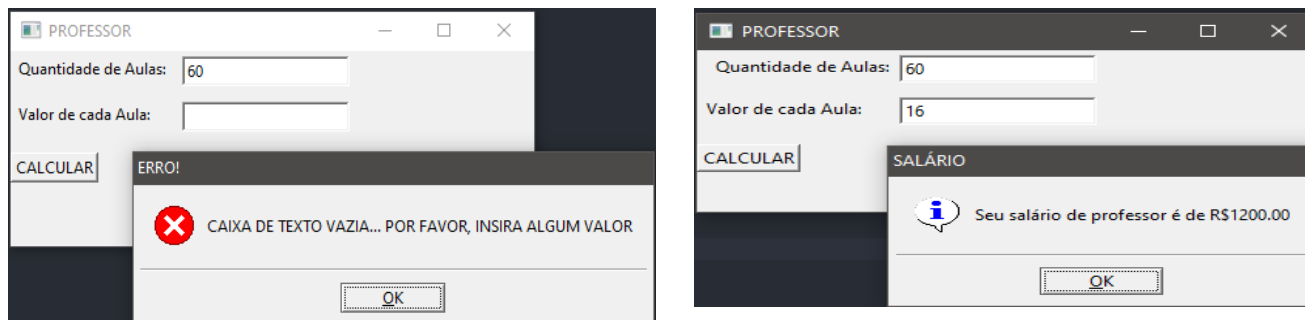 PROFESSOR
Quantidade de Aulas: 60
Valor de cada Aula:
CALCULAR
ERRO!
CAIXA DE TEXTO VAZIA... POR FAVOR, INSIRA ALGUM VALOR
OK
PROFESSOR
Quantidade de Aulas: 60
Valor de cada Aula: 16
CALCULAR
SALÁRIO
Seu salário de professor é de R$1200.00
OK